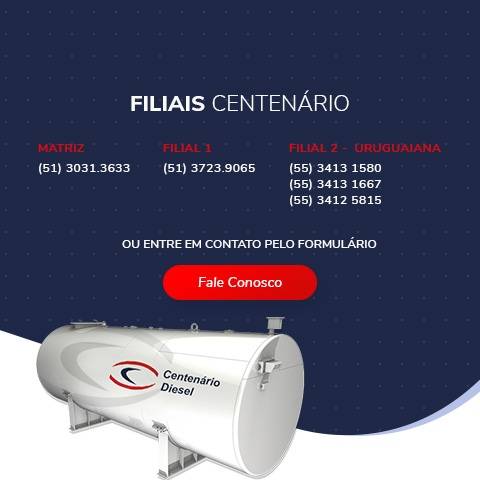 FILIAIS CENTENÁRIO
MATRIZ
(51) 3031.3633
FILIAL 1
(51) 3723.9065
FILIAL 2 - URUGUAIANA
(55) 3413 1580
(55) 3413 1667
(55) 3412 5815
OU ENTRE EM CONTATO PELO FORMULÁRIO
Fale Conosco
Centenário
Diesel